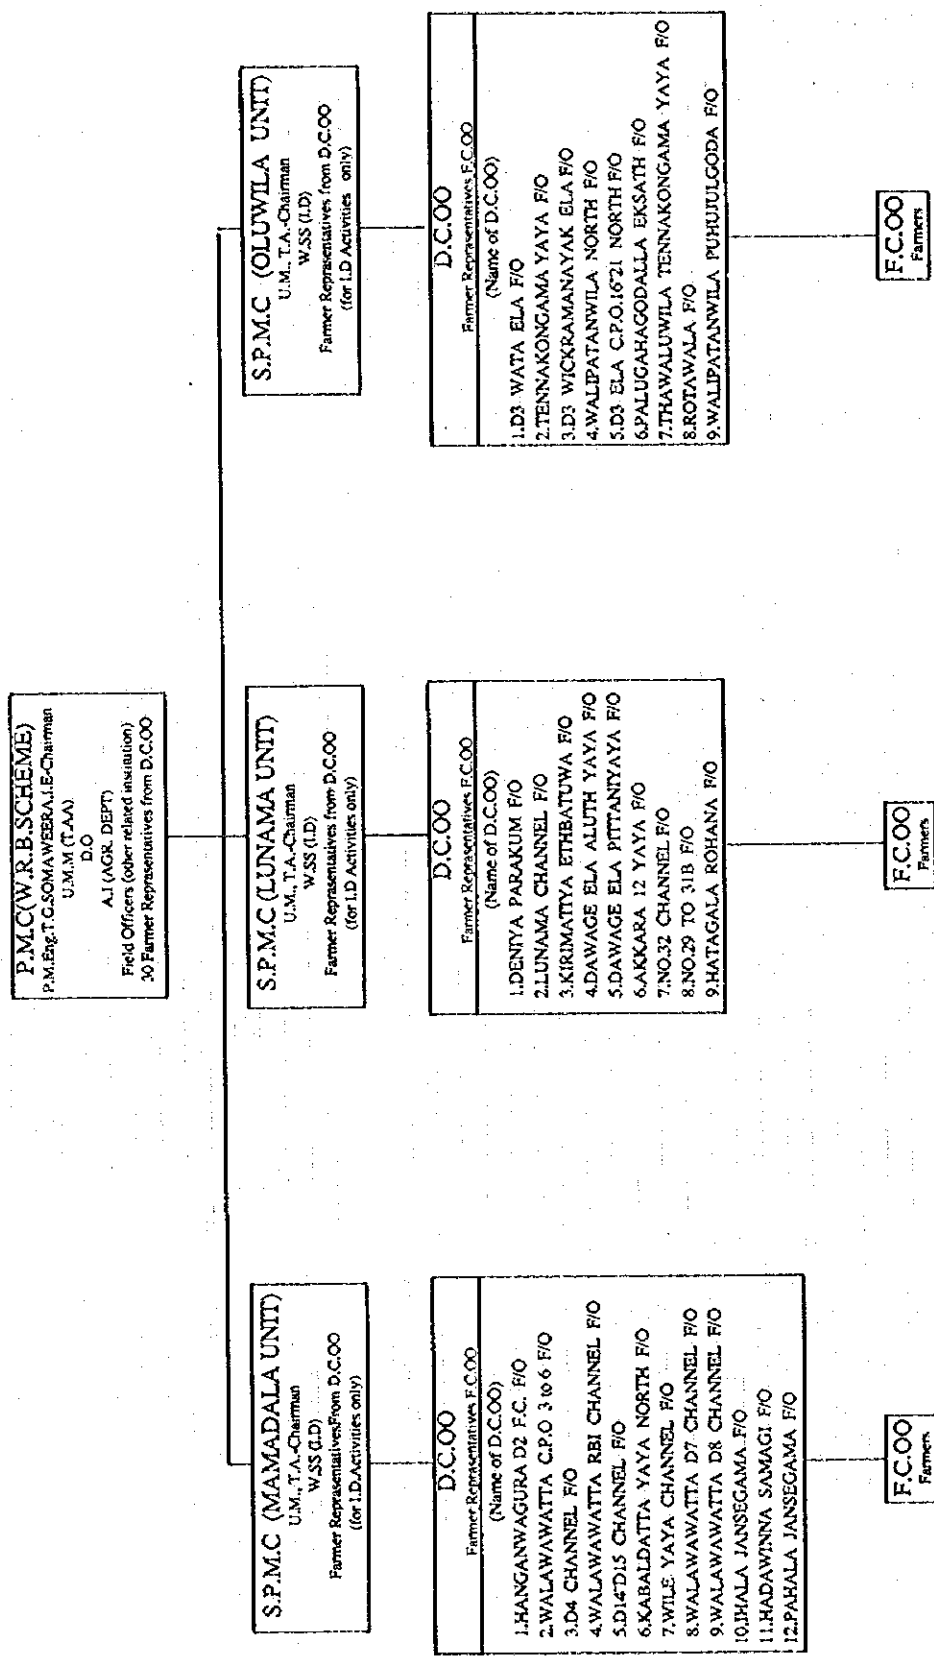 P.M.C(W.R.B.SCHEME)
P.M.Eng.T.G.SOMAWEERA,I.E-Chairman
U.M.M (T.AA)
D.O
A.I (AGR. DEPT)
Field Officers (other related institution)
30 Farmer Representatives from D.C.OO
S.P.M.C (MAMADALA UNIT)
U.M., T.A.-Chairman
W.SS (I.D)
Farmer Representatives From D.C.OO
(for I.D.Activities only)
D.C.OO
Farmer Representatives F.C.OO
(Name of D.C.OO)
1.HANGANWAGURA D2 F.C. F/O
2.WALAWAWATTA C.P.O 3 to 6 F/O
3.D4 CHANNEL F/O
4.WALAWAWATTA RBI CHANNEL F/O
5.D14"D15 CHANNEL F/O
6.KABALDATTA YAYA NORTH F/O
7.WILE YAYA CHANNEL F/O
8.WALAWAWATTA D7 CHANNEL F/O
9.WALAWAWATTA D8 CHANNEL F/O
10.IHALA JANSEGAMA F/O
11.HADAWINNA SAMAGI F/O
12.PAHALA JANSEGAMA F/O
F.C.OO
Farmers
S.P.M.C (LUNAMA UNIT)
U.M., T.A.-Chairman
W.SS (I.D)
Farmer Representatives from D.C.OO
(for I.D Activities only)
D.C.OO
Farmer Representatives F.C.OO
(Name of D.C.OO)
1.DENIYA PARAKUM F/O
2.LUNAMA CHANNEL F/O
3.KIRIMATIYA ETHBATUWA F/O
4.DAWAGE ELA ALUTH YAYA F/O
5.DAWAGE ELA PITTANIYAYA F/O
6.AKKARA 12 YAYA F/O
7.NO.32 CHANNEL F/O
8.NO.29 TO 31B F/O
9.HATAGALA ROHANA F/O
F.C.OO
Farmers
S.P.M.C (OLUWILA UNIT)
U.M., T.A.-Chairman
W.SS (I.D)
Farmer Representatives from D.C.OO
(for I.D Activities only)
D.C.OO
Farmer Representatives F.C.OO
(Name of D.C.OO)
1.D3 WATA ELA F/O
2.TENNAKONGAMA YAYA F/O
3.D3 WICKRAMANAYAK ELA F/O
4.WALIPATANWILA NORTH F/O
5.D3 ELA C.P.O.16"21 NORTH F/O
6.PALUGAHAGODALLA EKSATH F/O
7.THAWALUWILA TENNAKONGAMA YAYA F/O
8.ROTAWALA F/O
9.WALIPATANWILA PUHUJULGODA F/O
F.C.OO
Farmers